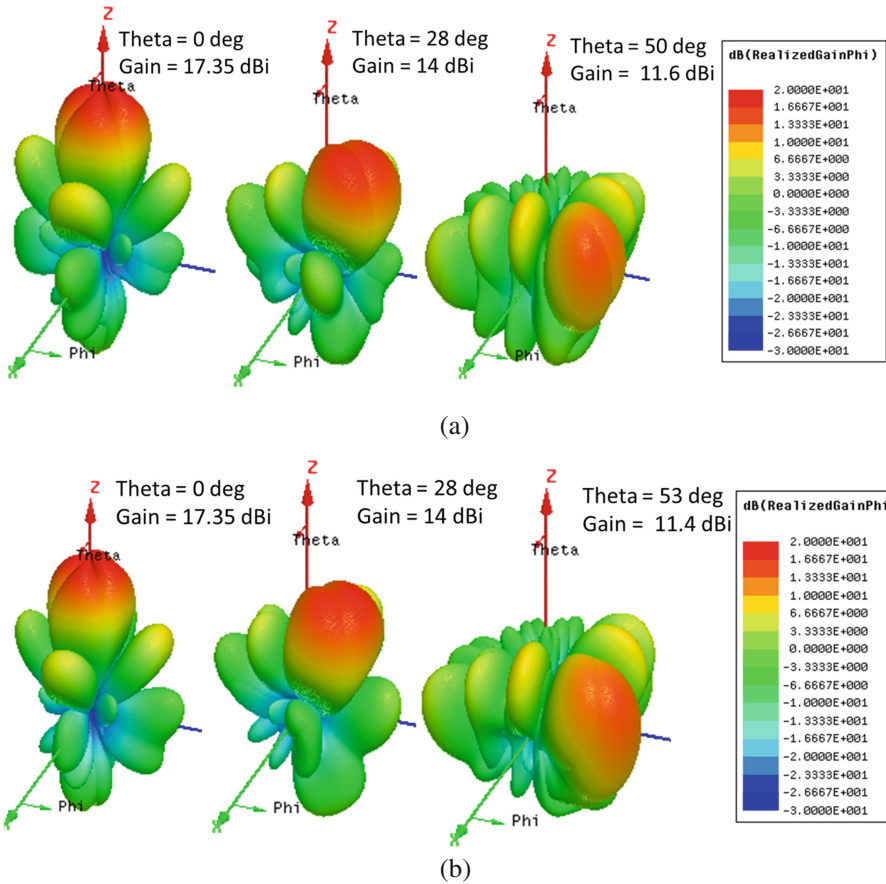 Z
Theta = 0 deg
Gain = 17.35 dBi
Theta
Phi
X
Z
Theta = 28 deg
Gain = 14 dBi
Theta
Phi
X
Z
Theta = 50 deg
Gain = 11.6 dBi
Theta
Phi
X
dB(RealizedGainPhi)
2.0000E+001
1.6667E+001
1.3333E+001
1.0000E+001
6.6667E+000
3.3333E+000
0.0000E+000
-3.3333E+000
-6.6667E+000
-1.0000E+001
-1.3333E+001
-1.6667E+001
-2.0000E+001
-2.3333E+001
-2.6667E+001
-3.0000E+001
(a)
Z
Theta = 0 deg
Gain = 17.35 dBi
Theta
Phi
X
Z
Theta = 28 deg
Gain = 14 dBi
Theta
Phi
X
Z
Theta = 53 deg
Gain = 11.4 dBi
Theta
Phi
X
dB(RealizedGainPhi
2.0000E+001
1.6667E+001
1.3333E+001
1.0000E+001
6.6667E+000
3.3333E+000
0.0000E+000
-3.3333E+000
-6.6667E+000
-1.0000E+001
-1.3333E+001
-1.6667E+001
-2.0000E+001
-2.3333E+001
-2.6667E+001
-3.0000E+001
(b)